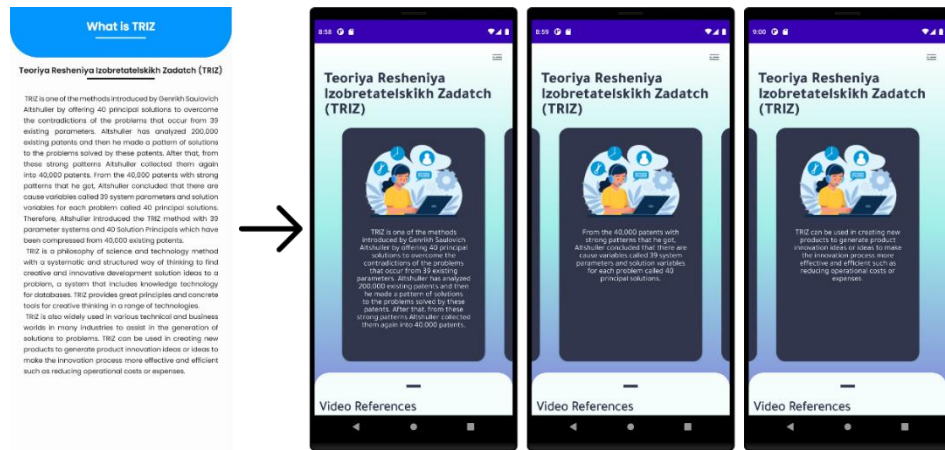 What is TRIZ
Teoriya Resheniya Izobretatelskikh Zadatch (TRIZ)
TRIZ is one of the methods introduced by Genrikh Saulovich
Altshuller by offering 40 principal solutions to overcome
the contradictions of the problems that occur from 39
existing parameters. Altshuller has analyzed 200,000
existing patents and then he made a pattern of solutions
to the problems solved by these patents. After that, from
these strong patterns Altshuller collected them again
into 40,000 patents. From the 40,000 patents with strong
patterns that he got, Altshuller concluded that there are
cause variables called 39 system parameters and solution
variables for each problem called 40 principal solutions.
Therefore, Altshuller introduced the TRIZ method with 39
parameter systems and 40 Solution Principals which have
been compressed from 40,000 existing patents.
TRIZ is a philosophy of science and technology method
with a systematic and structured way of thinking to find
creative and innovative development solution ideas to a
problem, a system that includes knowledge technology
for databases. TRIZ provides great principles and concrete
tools for creative thinking in a range of technologies.
TRIZ is also widely used in various technical and business
worlds in many industries to assist in the generation of
solutions to problems. TRIZ can be used in creating new
products to generate product innovation ideas or ideas to
make the innovation process more effective and efficient
such as reducing operational costs or expenses.
8:58
Teoriya Resheniya
Izobretatelskikh Zadatch
(TRIZ)
TRIZ is one of the methods
introduced by Genrikh Saulovich
Altshuller by offering 40 principal
solutions to overcome the
contradictions of the problems
that occur from 39 existing
parameters. Altshuller has analyzed
200,000 existing patents and then
he made a pattern of solutions
to the problems solved by these
patents. After that, from these
strong patterns Altshuller collected
them again into 40,000 patents.
Video References
8:59
Teoriya Resheniya
Izobretatelskikh Zadatch
(TRIZ)
From the 40,000 patents with
strong patterns that he got,
Altshuller concluded that there are
cause variables called 39 system
parameters and solution variables
for each problem called 40
principal solutions.
Video References
9:00
Teoriya Resheniya
Izobretatelskikh Zadatch
(TRIZ)
TRIZ can be used in creating new
products to generate product
innovation ideas or ideas to make
the innovation process more
effective and efficient such as
reducing operational costs or
expenses.
Video References